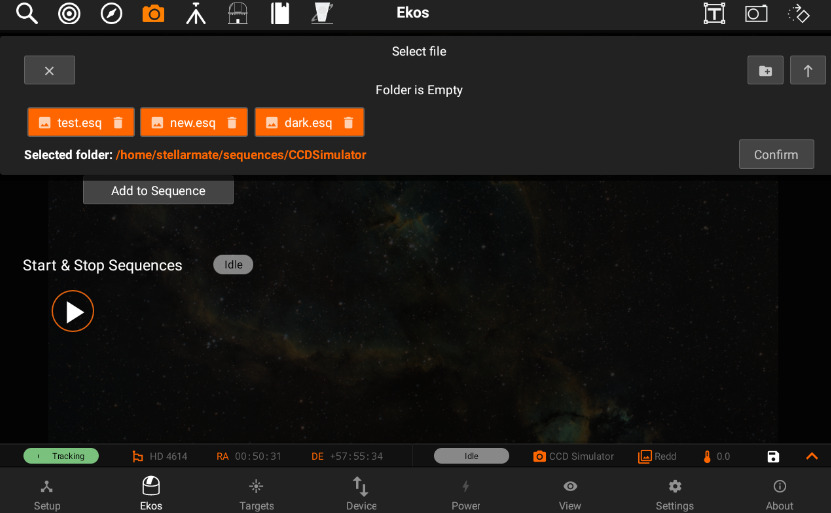 Ekos
Select file
Folder is Empty
test.esq new.esq dark.esq
Selected folder: /home/stellarmate/sequences/CCDSimulator
Confirm
Add to Sequence
Start & Stop Sequences Idle
Tracking HD 4614 RA 00:50:31 DE +57:55:34 Idle CCD Simulator Redd 0.0
Setup Ekos Targets Device Power View Settings About